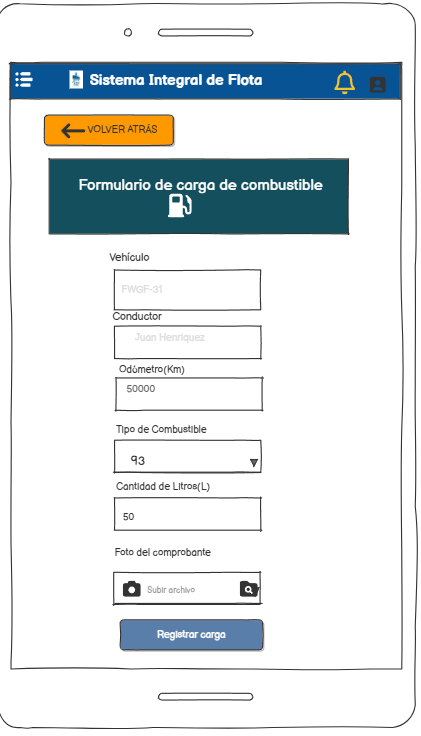 Sistema Integral de Flota
VOLVER ATRÁS
Formulario de carga de combustible
Vehículo
FWGF-31
Conductor
Juan Henriquez
Odómetro(Km)
50000
Tipo de Combustible
93
Cantidad de Litros(L)
50
Foto del comprobante
Subir archivo
Registrar carga